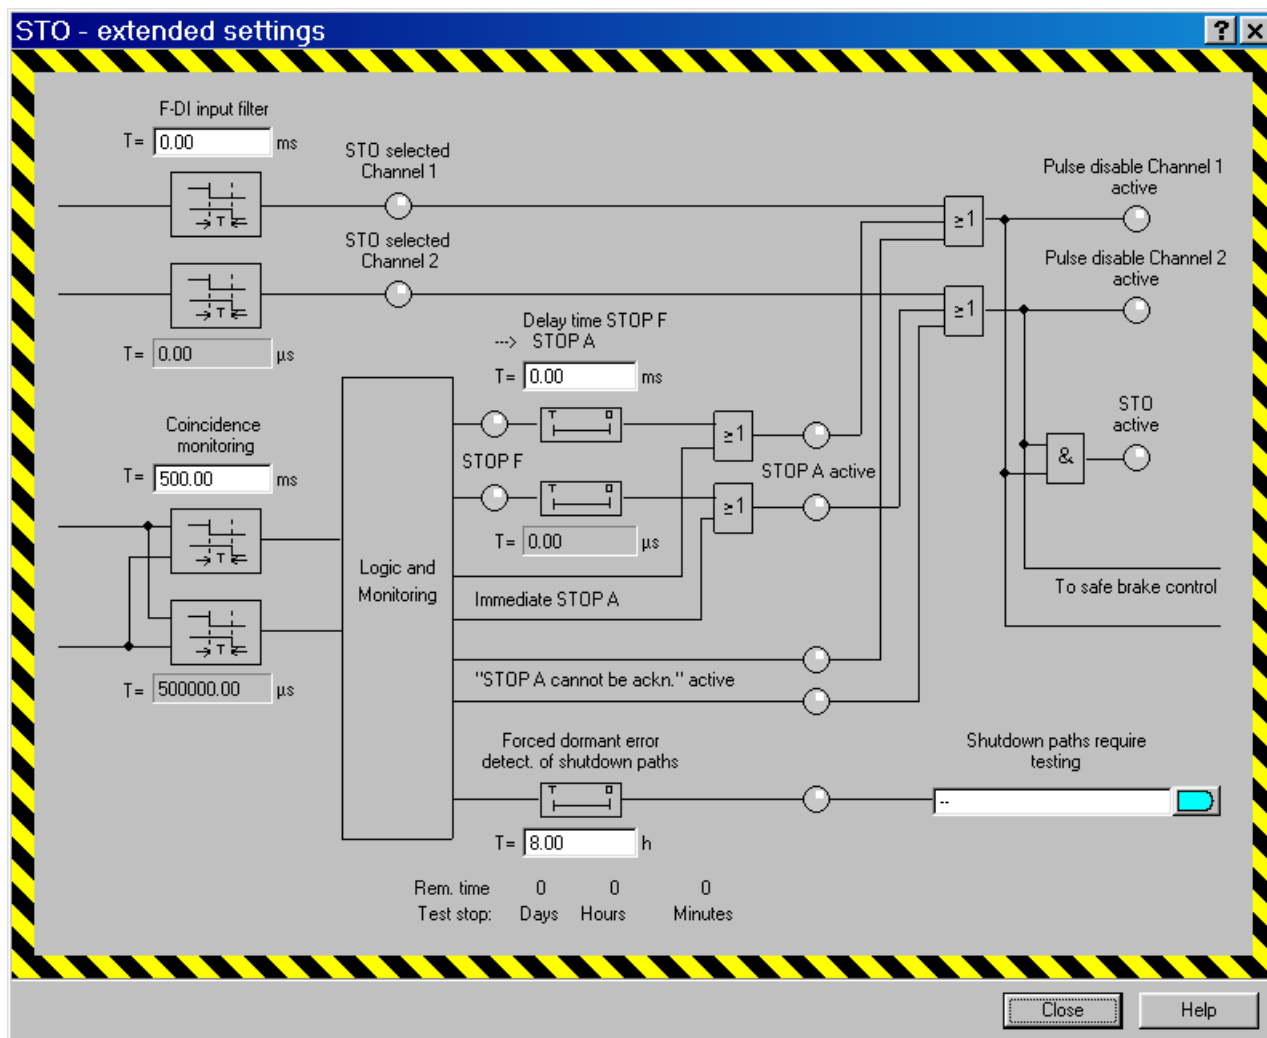 STO - extended settings
F-DI input filter
T= 0.00 ms
STO selected
Channel 1
Pulse disable Channel 1
active
≥1
STO selected
Channel 2
Pulse disable Channel 2
active
≥1
T= 0.00 µs
Delay time STOP F
---> STOP A
T= 0.00 ms
STO
active
&
Coincidence
monitoring
T= 500.00 ms
T 0
≥1
STOP F
STOP A active
T 0
≥1
T= 0.00 µs
Logic and
Monitoring
Immediate STOP A
To safe brake control
"STOP A cannot be ackn." active
T= 500000.00 µs
Forced dormant error
detect. of shutdown paths
Shutdown paths require
testing
T 0
--
T= 8.00 h
Rem. time 0 0 0
Test stop: Days Hours Minutes
T
T
T
T
Close Help